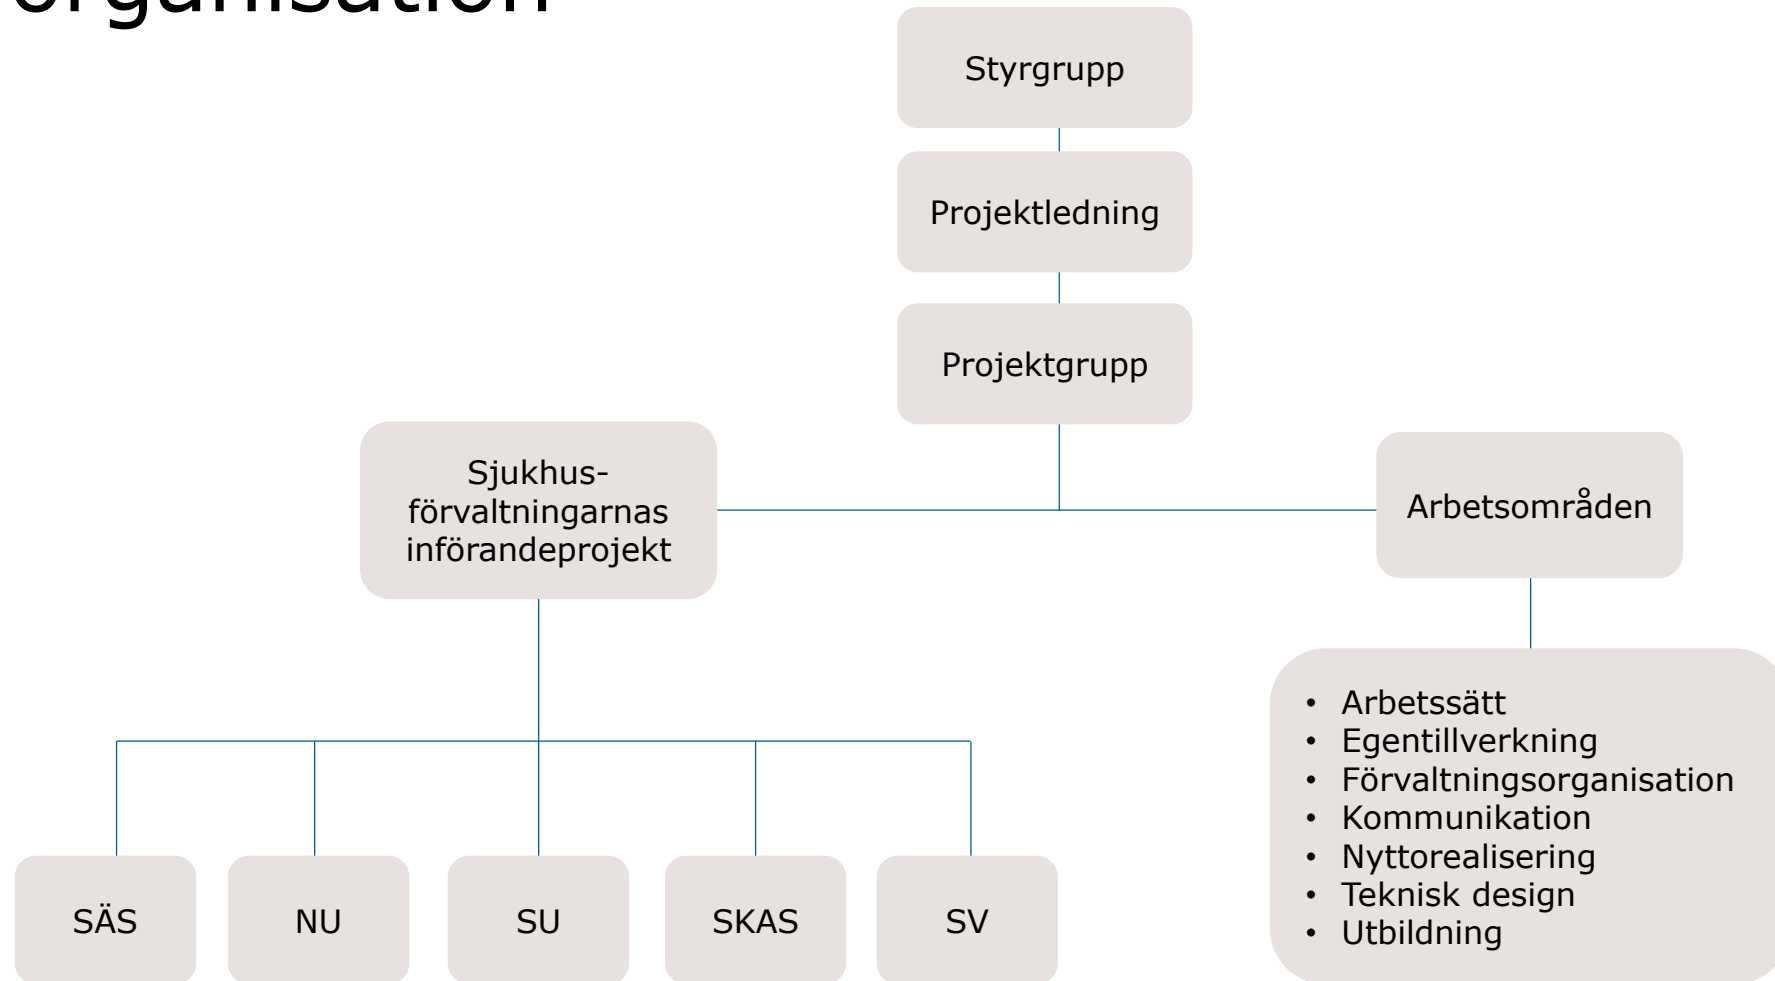 organisation
Styrgrupp
Projektledning
Projektgrupp
Sjukhus-
förvaltningarnas
införandeprojekt
Arbetsområden
• Arbetssätt
• Egentillverkning
• Förvaltningsorganisation
• Kommunikation
• Nyttorealisering
• Teknisk design
• Utbildning
SÄS
NU
SU
SKAS
SV